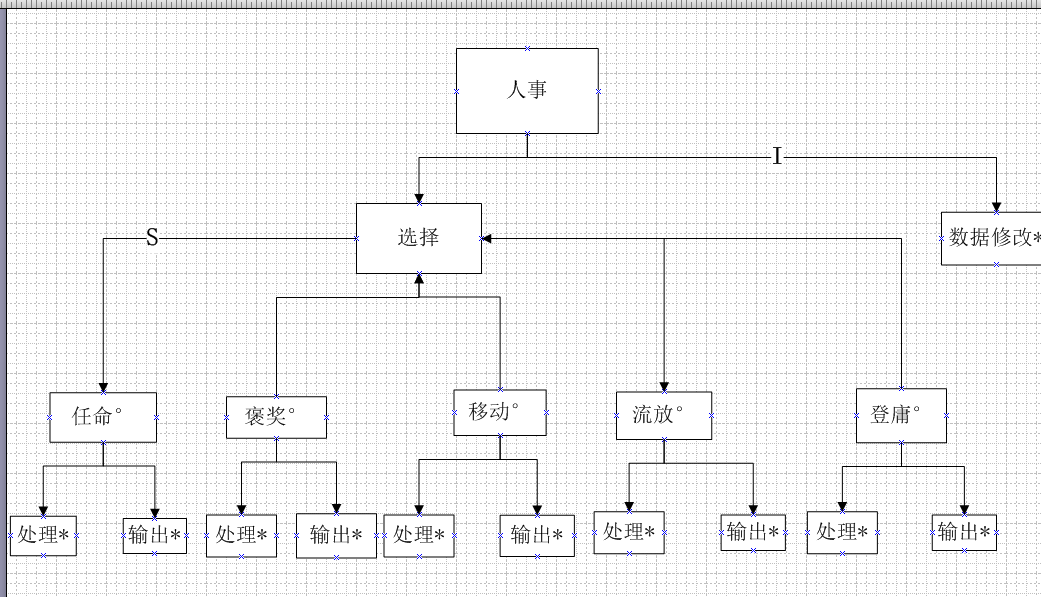 人事
I
S
选择
数据修改*
任命°
褒奖°
移动°
流放°
登庸°
处理*
输出*
处理*
输出*
处理*
输出*
处理*
输出*
处理*
输出*